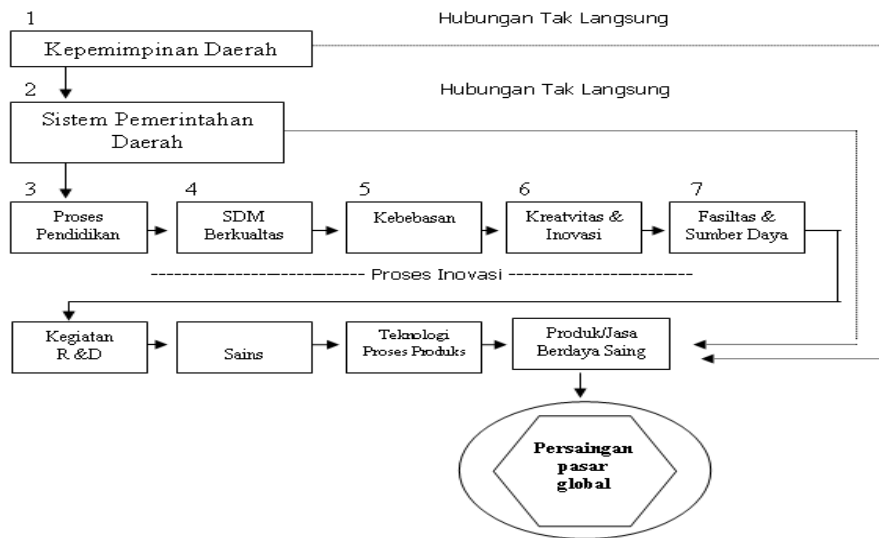 1
Hubungan Tak Langsung
Kepemimpinan Daerah
2
Hubungan Tak Langsung
Sistem Pemerintahan
Daerah
3
4
5
6
7
Proses
Pendidikan
SDM
Berkualtas
Kebebasan
Kreatvitas &
Inovasi
Fasiltas &
Sumber Daya
---------------------------- Proses Inovasi ------------------------
Kegiatan
R &D
Sains
Teknologi
Proses Produks
Produk/Jasa
Berdaya Saing
Persaingan
pasar
global